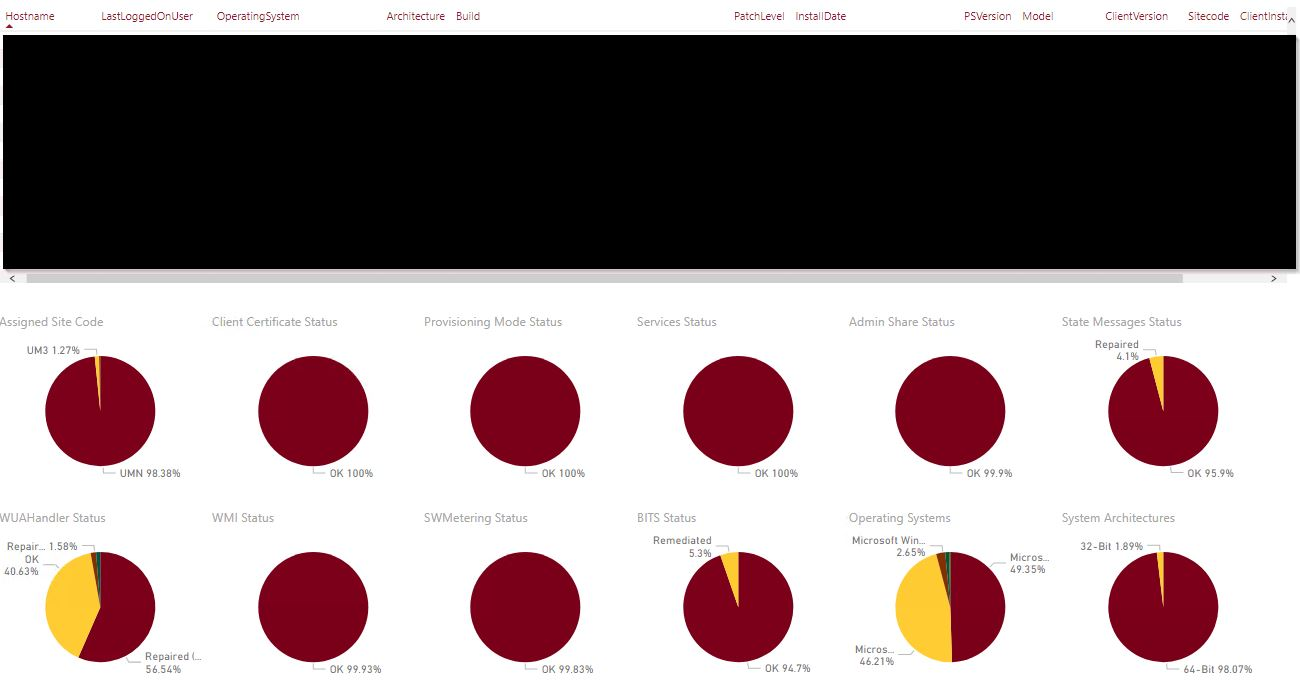 Hostname LastLoggedOnUser OperatingSystem Architecture Build PatchLevel InstallDate PSVersion Model ClientVersion Sitecode ClientInsta
Assigned Site Code
UM3 1.27%
UMN 98.38%
Client Certificate Status
OK 100%
Provisioning Mode Status
OK 100%
Services Status
OK 100%
Admin Share Status
OK 99.9%
State Messages Status
Repaired
4.1%
OK 95.9%
WUAHandler Status
Repair... 1.58%
OK
40.63%
Repaired (...
56.54%
WMI Status
OK 99.93%
SWMetering Status
OK 99.83%
BITS Status
Remediated
5.3%
OK 94.7%
Operating Systems
Microsoft Win...
2.65%
Micros...
49.35%
Micros...
46.21%
System Architectures
32-Bit 1.89%
64-Bit 98.07%